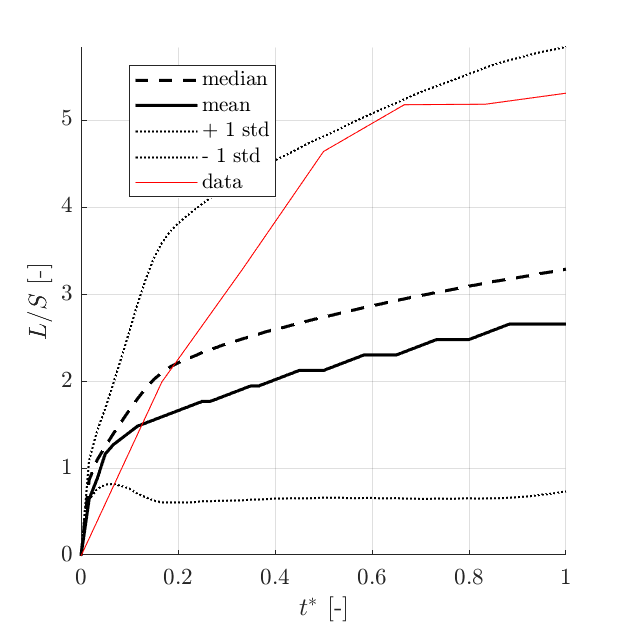 median
mean
+ 1 std
- 1 std
data
5
4
3
2
1
0
L/S [-]
0 0.2 0.4 0.6 0.8 1
t* [-]